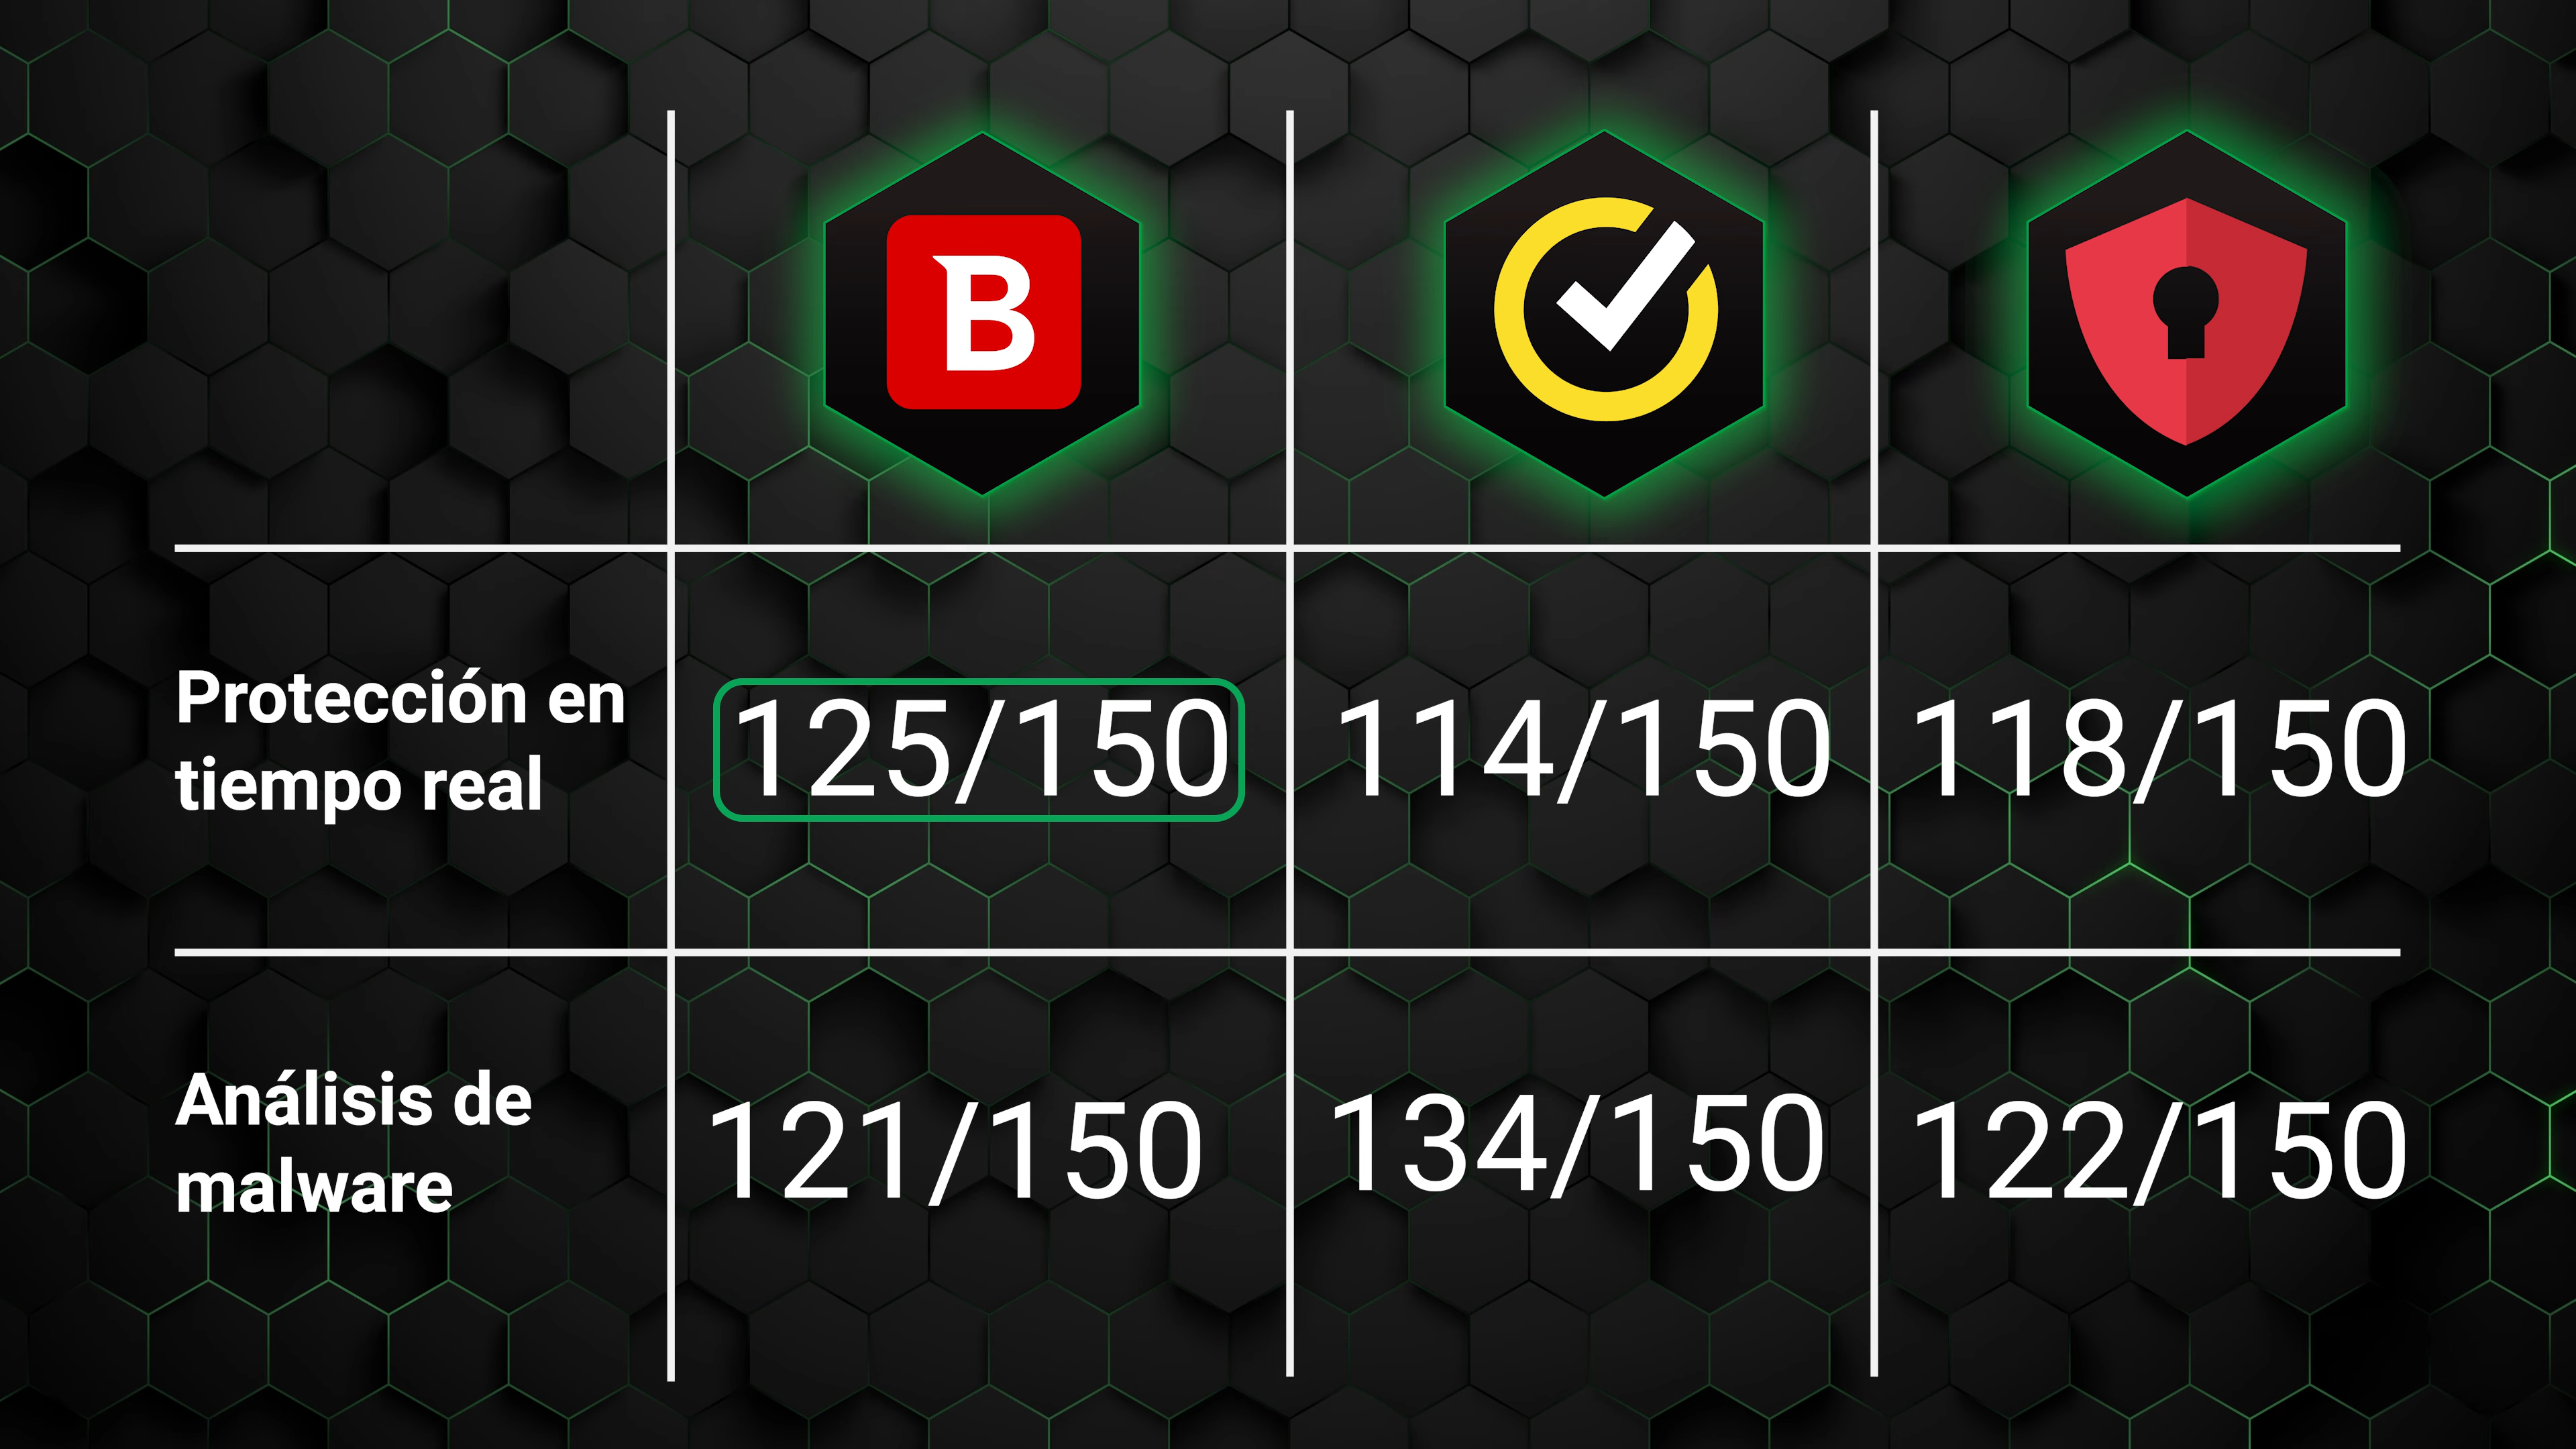 B
Protección en
tiempo real
125/150
114/150
118/150
Análisis de
malware
121/150
134/150
122/150